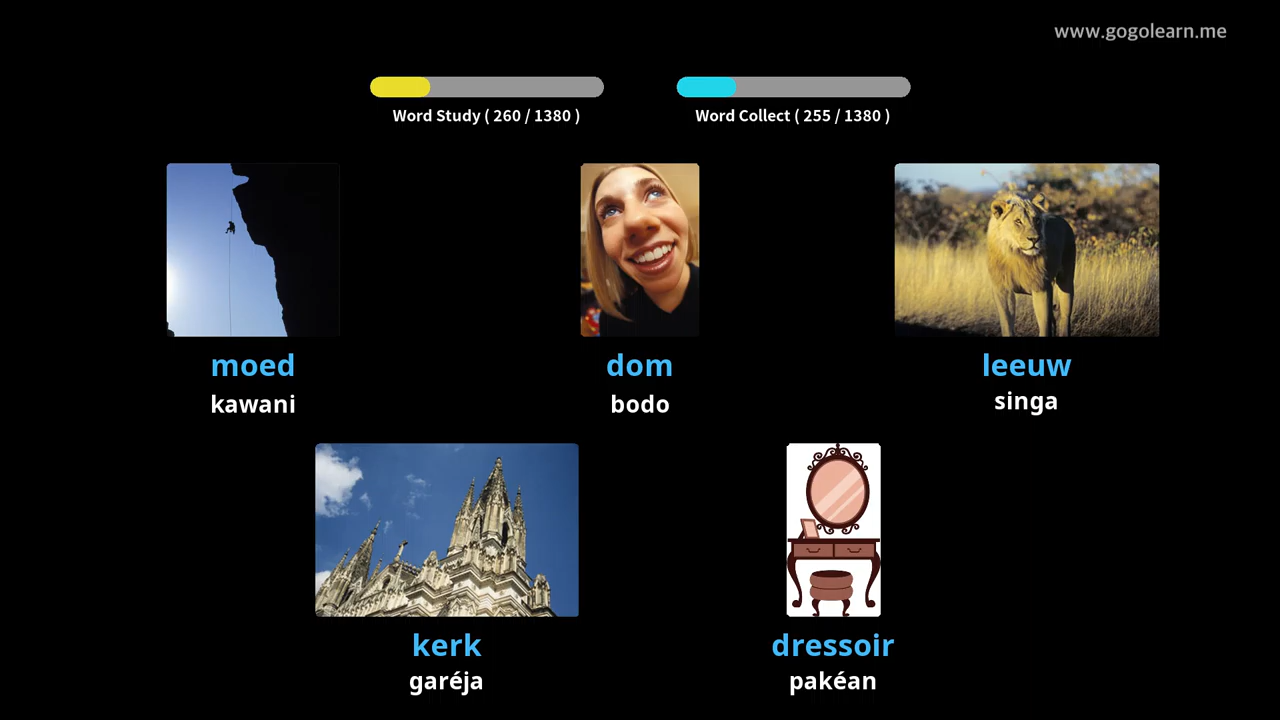 www.gogolearn.me
Word Study ( 260 / 1380 )
Word Collect ( 255 / 1380 )
moed
kawani
dom
bodo
leeuw
singa
kerk
garéja
dressoir
pakéan